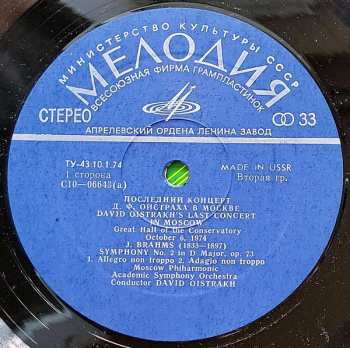 МИНИСТЕРСТВО КУЛЬТУРЫ СССР
МЕЛОДИЯ
ВСЕСОЮЗНАЯ ФИРМА ГРАМПЛАСТИНОК
СТЕРЕО
33
АПРЕЛЕВСКИЙ ОРДЕНА ЛЕНИНА ЗАВОД
ТУ-43.10.1.74
MADE IN USSR
1 сторона
Вторая гр.
С10—06643(а)
ПОСЛЕДНИЙ КОНЦЕРТ
Д. Ф. ОЙСТРАХА В МОСКВЕ
DAVID OISTRAKH'S LAST CONCERT
IN MOSCOW
Great Hall of the Conservatory
October 6, 1974
J. BRAHMS (1833—1897)
SYMPHONY No. 2 in D Major, op. 73
1. Allegro non troppo 2. Adagio non troppo
Moscow Philharmonic
Academic Symphony Orchestra
Conductor DAVID OISTRAKH